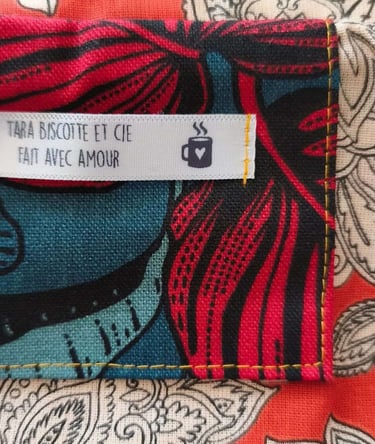 TARA BISCOTTE ET CIE
FAIT AVEC AMOUR